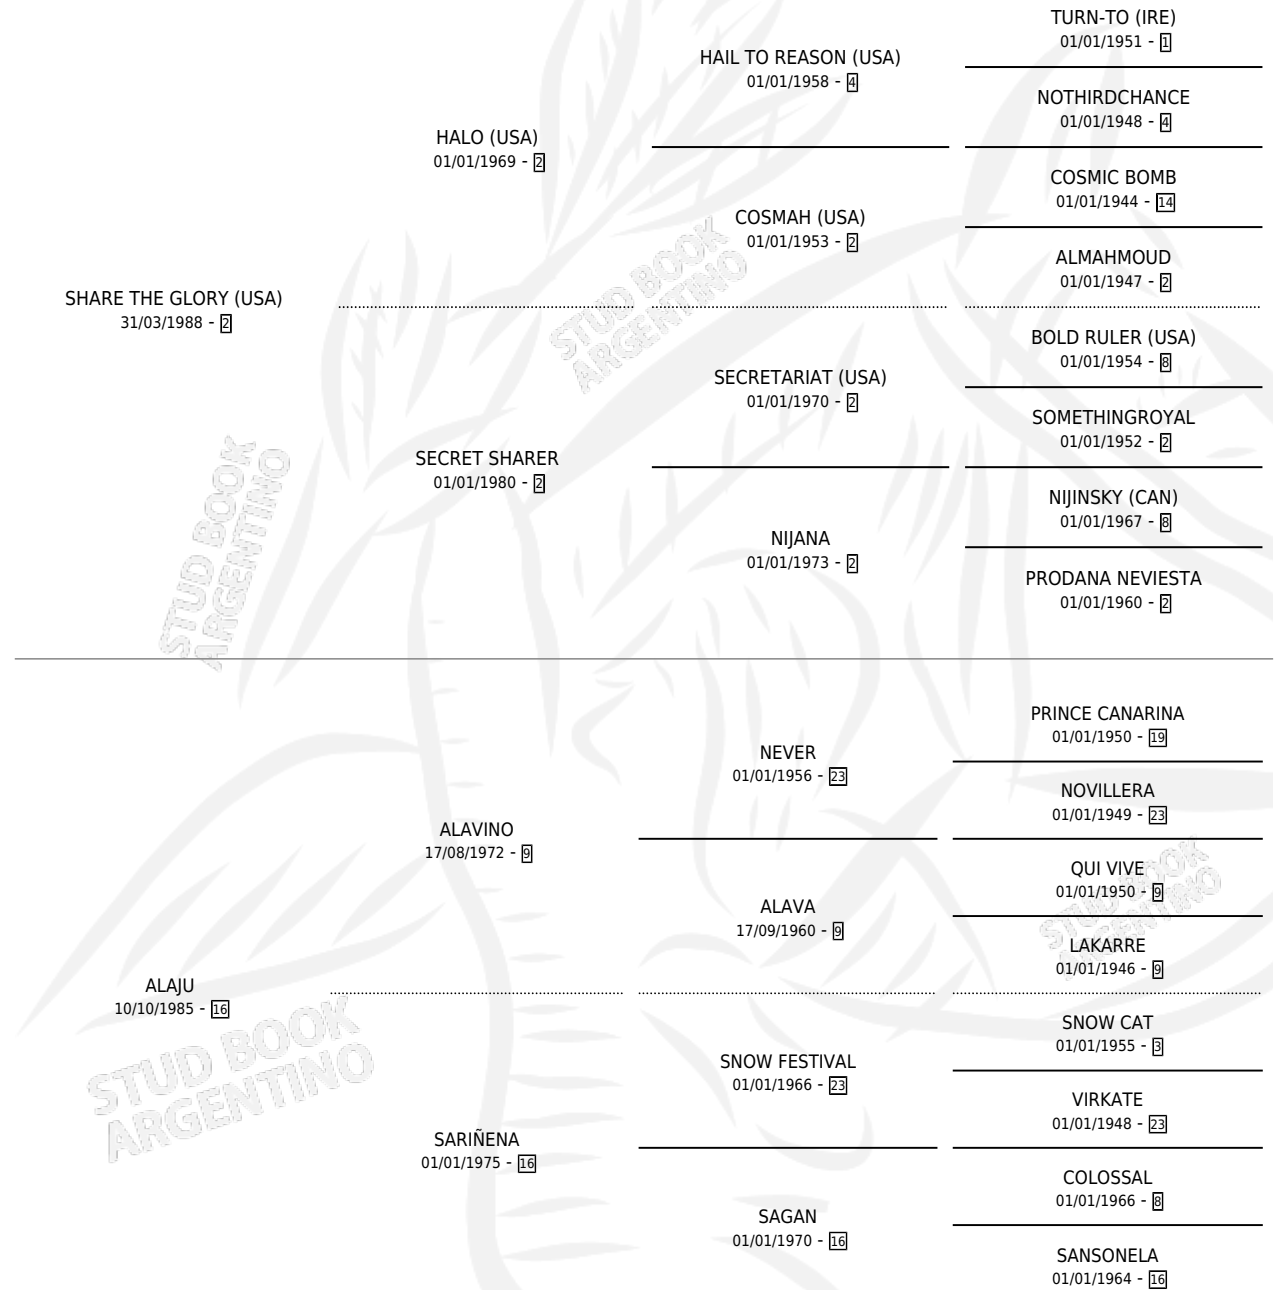 TURN-TO (IRE)
01/01/1951 - 1
HAIL TO REASON (USA)
01/01/1958 - 4
NOTHIRDCHANCE
01/01/1948 - 4
HALO (USA)
01/01/1969 - 2
COSMIC BOMB
01/01/1944 - 14
COSMAH (USA)
01/01/1953 - 2
ALMAHMOUD
01/01/1947 - 2
SHARE THE GLORY (USA)
31/03/1988 - 2
BOLD RULER (USA)
01/01/1954 - 8
SECRETARIAT (USA)
01/01/1970 - 2
SOMETHINGROYAL
01/01/1952 - 2
SECRET SHARER
01/01/1980 - 2
NIJINSKY (CAN)
01/01/1967 - 8
NIJANA
01/01/1973 - 2
PRODANA NEVIESTA
01/01/1960 - 2
PRINCE CANARINA
01/01/1950 - 19
NEVER
01/01/1956 - 23
NOVILLERA
01/01/1949 - 23
ALAVINO
17/08/1972 - 9
QUI VIVE
01/01/1950 - 9
ALAVA
17/09/1960 - 9
LAKARRE
01/01/1946 - 9
ALAJU
10/10/1985 - 16
SNOW CAT
01/01/1955 - 3
SNOW FESTIVAL
01/01/1966 - 23
VIRKATE
01/01/1948 - 23
SARIÑENA
01/01/1975 - 16
COLOSSAL
01/01/1966 - 8
SAGAN
01/01/1970 - 16
SANSONELA
01/01/1964 - 16
STUD BOOK
ARGENTINO
STUD BOOK
ARGENTINO
STUD BOOK
ARGENTINO
STUD BOOK
ARGENTINO